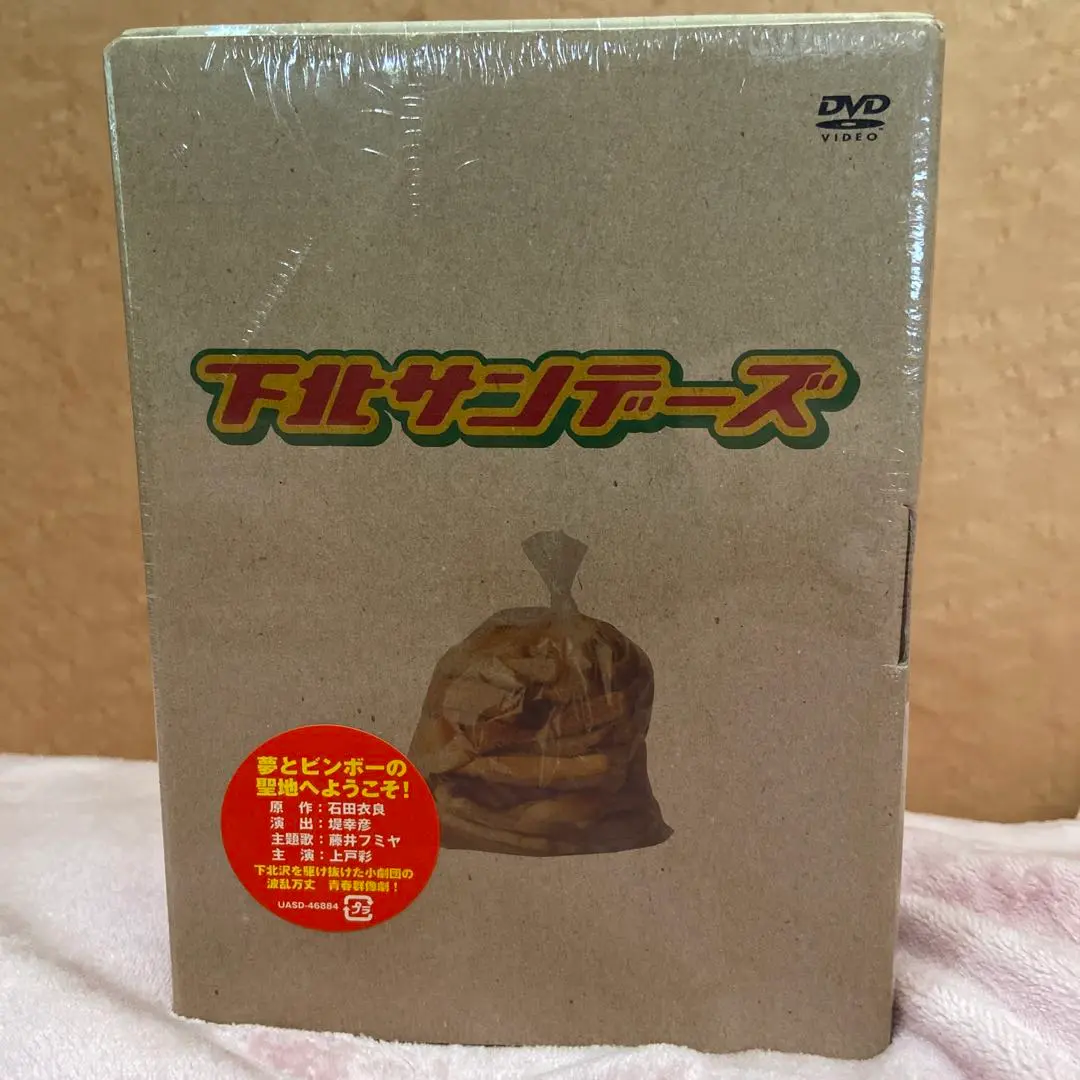 DVD
VIDEO
下北サンデーズ
夢とビンボーの
聖地へようこそ!
原 作:石田衣良
演 出:堤幸彦
主題歌:藤井フミヤ
主 演:上戸彩
下北沢を駆け抜けた小劇団の
波乱万丈 青春群像劇!
UASD-46884
プラ